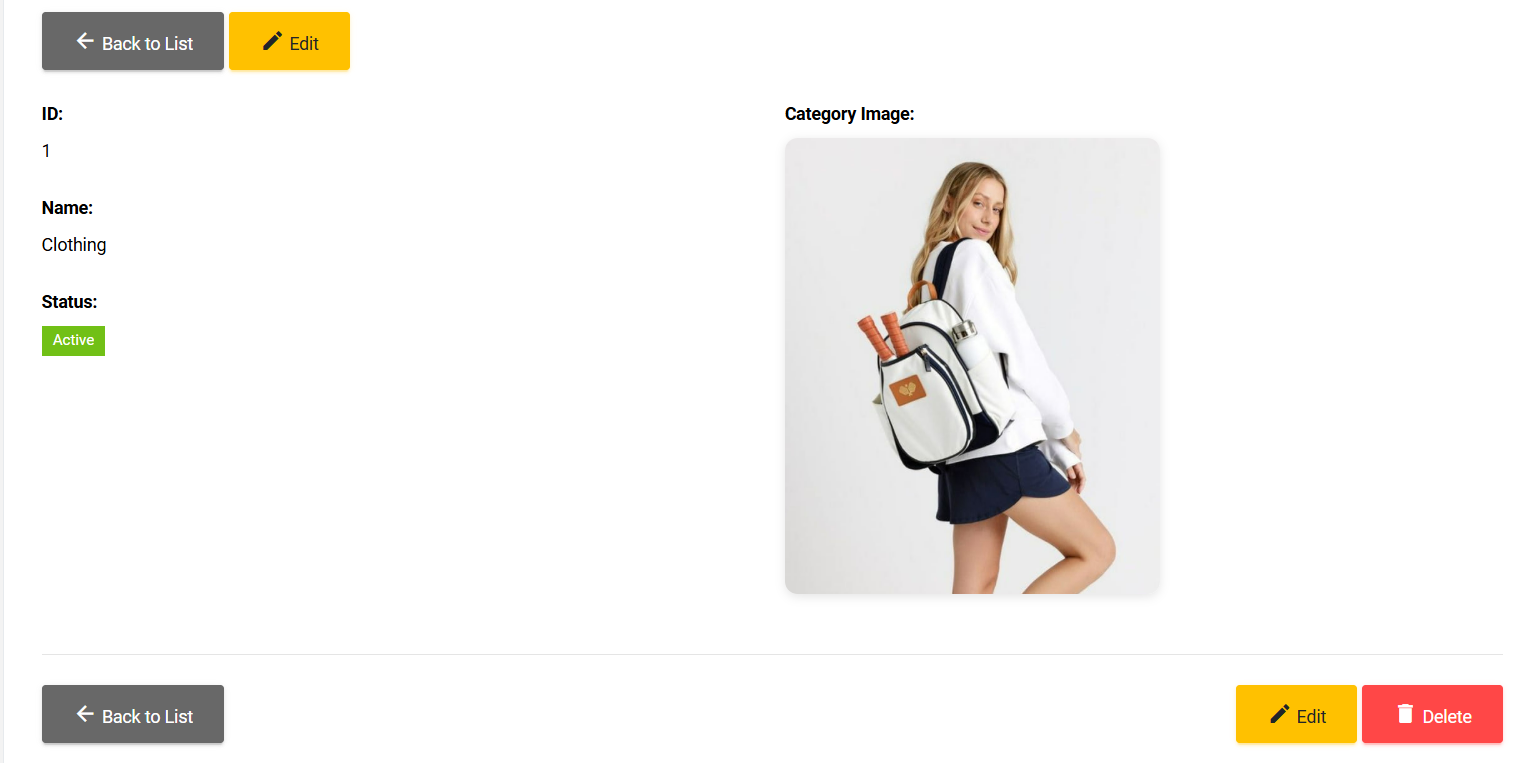 Back to List Edit
ID:
1
Name:
Clothing
Status:
Active
Category Image:
Back to List Edit Delete